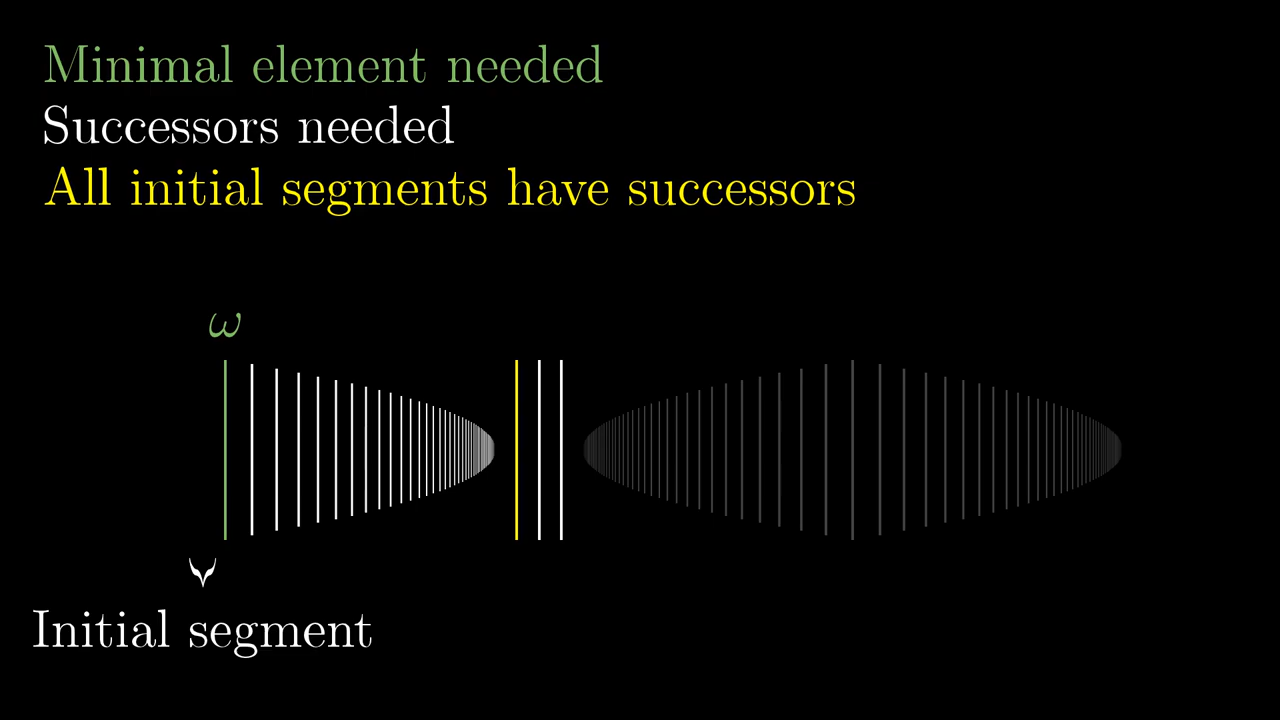 Minimal element needed
Successors needed
All initial segments have successors
ω
Initial segment